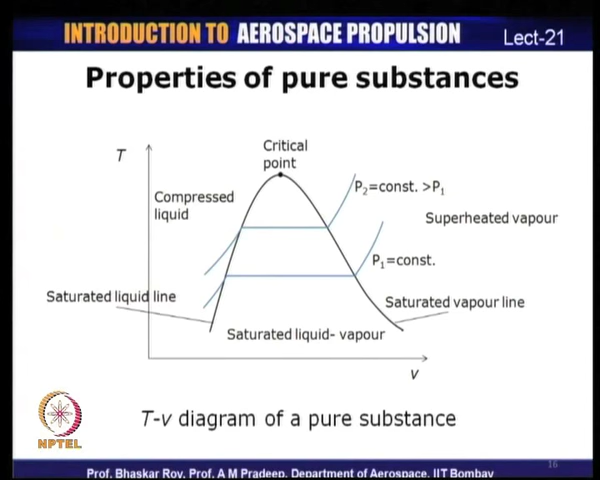 INTRODUCTION TO AEROSPACE PROPULSION
Lect-21
Properties of pure substances
T
Critical
point
Compressed
liquid
P₂=const. >P₁
Superheated vapour
P₁=const.
Saturated liquid line
Saturated vapour line
Saturated liquid- vapour
v
NPTEL
T-v diagram of a pure substance
16
Prof. Bhaskar Roy, Prof. A M Pradeep, Department of Aerospace, IIT Bombay